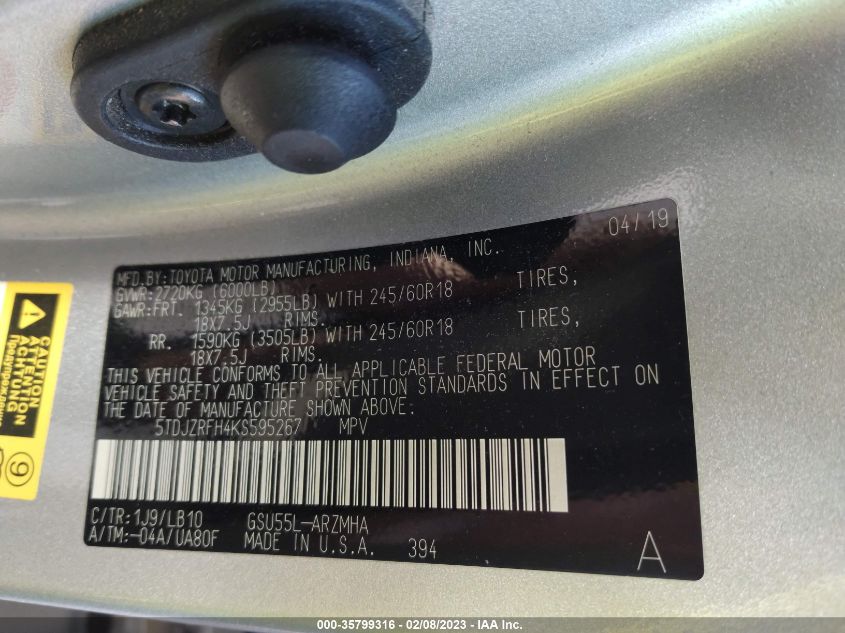 04/19
MFD.BY:TOYOTA MOTOR MANUFACTURING, INDIANA, INC.
GVWR:2720KG (6000LB)
GAWR:FRT. 1345KG (2955LB) WITH 245/60R18 TIRES,
18X7.5J RIMS.
RR. 1590KG (3505LB) WITH 245/60R18 TIRES,
18X7.5J RIMS.
THIS VEHICLE CONFORMS TO ALL APPLICABLE FEDERAL MOTOR
VEHICLE SAFETY AND THEFT PREVENTION STANDARDS IN EFFECT ON
THE DATE OF MANUFACTURE SHOWN ABOVE.
5TDJZRFH4KS595267 MPV
C/TR:1J9/LB10 GSU55L-ARZMHA
A/TM:-04A/UA80F MADE IN U.S.A. 394 A
CAUTION
ATTENTION
ACHTUNG
9
000-35799316 - 02/08/2023 - IAA Inc.